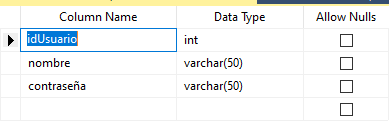 Column Name Data Type Allow Nulls
idUsuario int
nombre varchar(50)
contraseña varchar(50)